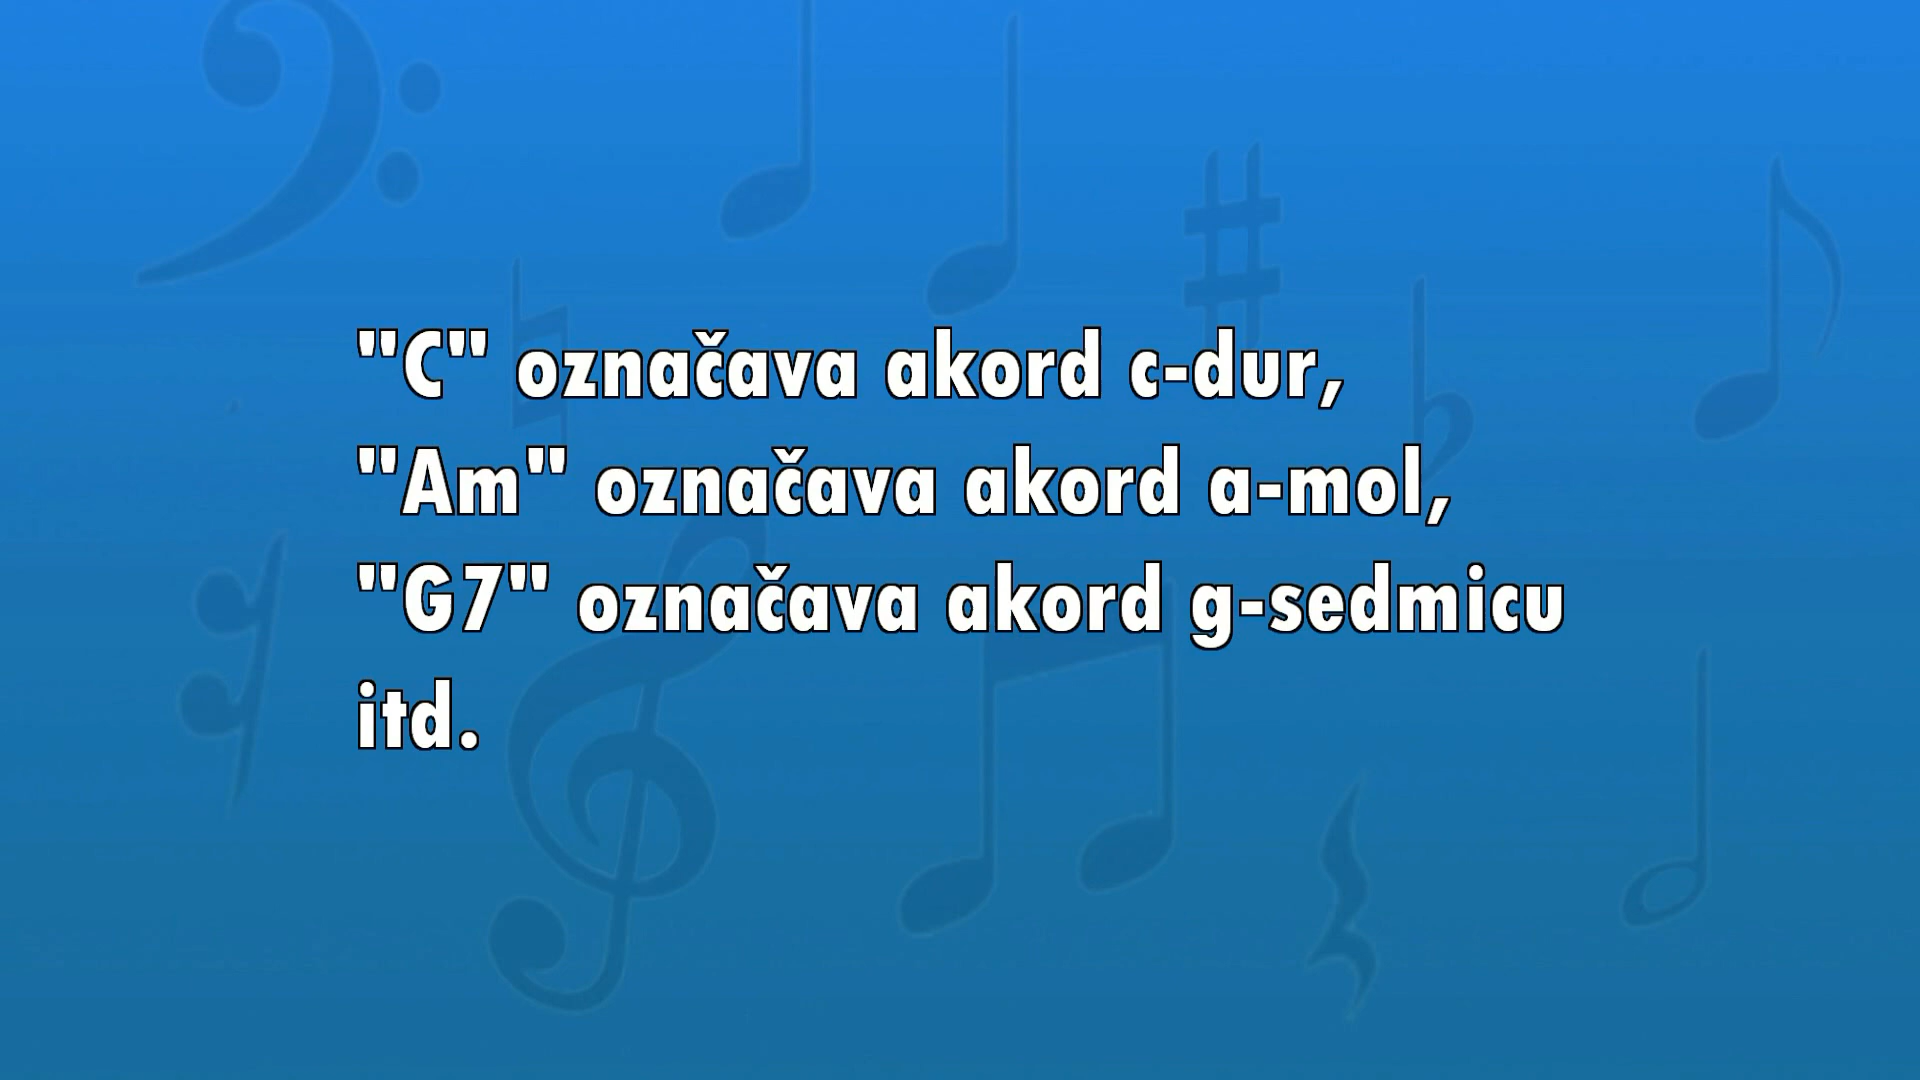 "C" označava akord c-dur,
"Am" označava akord a-mol,
"G7" označava akord g-sedmicu
itd.